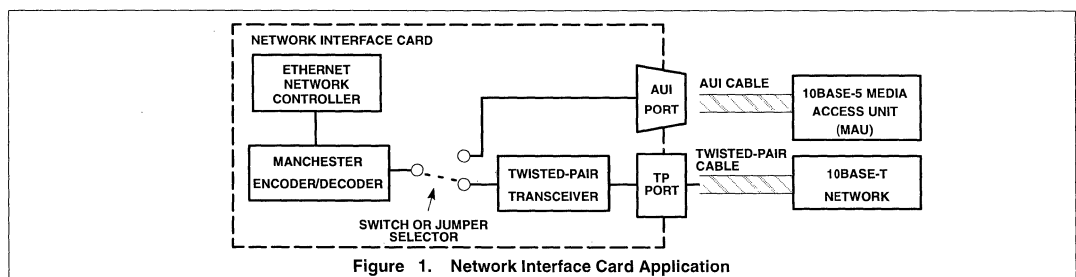 NETWORK INTERFACE CARD
ETHERNET
NETWORK
CONTROLLER
MANCHESTER
ENCODER/DECODER
SWITCH OR JUMPER
SELECTOR
TWISTED-PAIR
TRANSCEIVER
AUI
PORT
TP
PORT
AUI CABLE
TWISTED-PAIR
CABLE
10BASE-5 MEDIA
ACCESS UNIT
(MAU)
10BASE-T
NETWORK
Figure 1. Network Interface Card Application